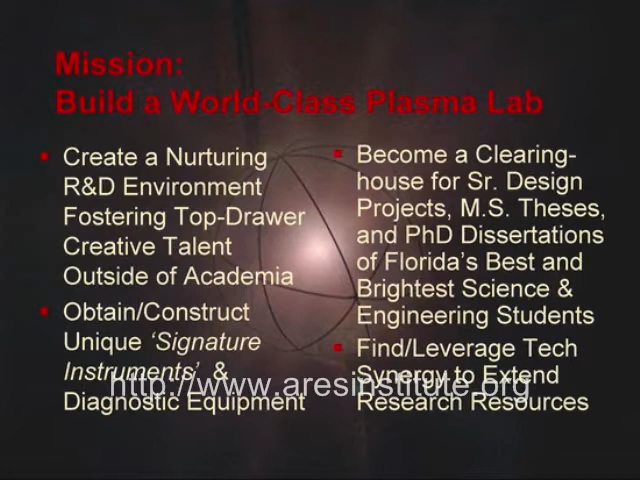 Mission:
Build a World-Class Plasma Lab
▪ Create a Nurturing
R&D Environment
Fostering Top-Drawer
Creative Talent
Outside of Academia
▪ Obtain/Construct
Unique ‘Signature
Instruments’ &
Diagnostic Equipment
▪ Become a Clearing-
house for Sr. Design
Projects, M.S. Theses,
and PhD Dissertations
of Florida’s Best and
Brightest Science &
Engineering Students
▪ Find/Leverage Tech
Synergy to Extend
Research Resources
http://www.aresinstitute.org